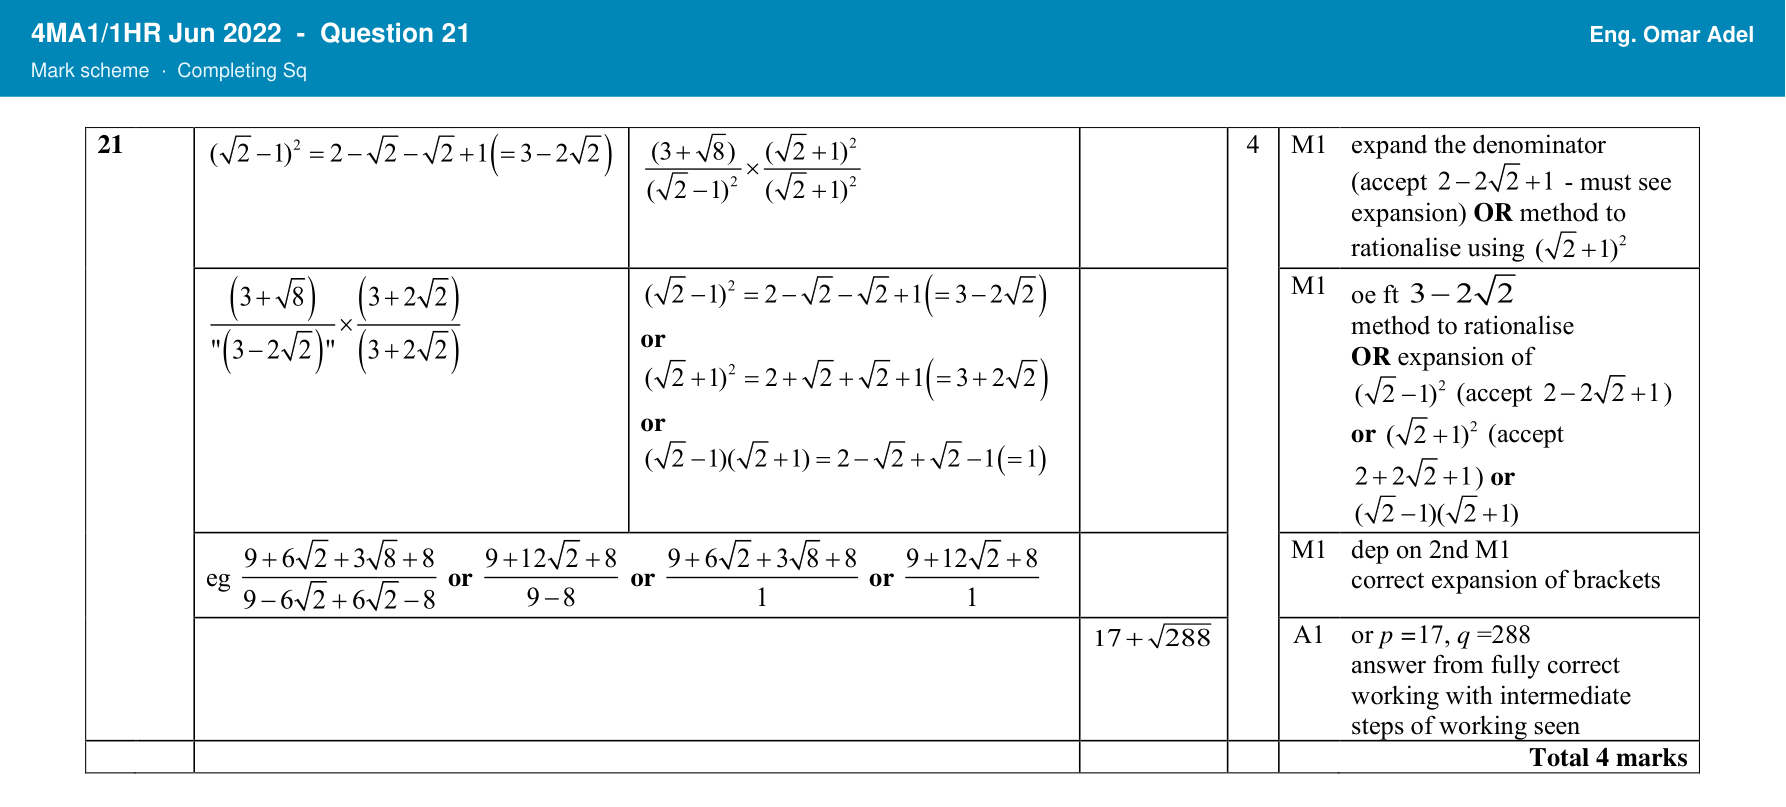 4MA1/1HR Jun 2022 - Question 21
Eng. Omar Adel
Mark scheme · Completing Sq
21
(√2 −1)² = 2−√2 −√2 +1(= 3−2√2)
(3+√8)/(√2 −1)² × (√2 +1)²/(√2 +1)²
4
M1 expand the denominator
(accept 2−2√2 +1 - must see
expansion) OR method to
rationalise using (√2 +1)²
(3+√8)/"(3−2√2)" × (3+2√2)/(3+2√2)
(√2 −1)² = 2−√2 −√2 +1(= 3−2√2)
or
(√2 +1)² = 2+√2 +√2 +1(= 3+2√2)
or
(√2 −1)(√2 +1) = 2−√2 +√2 −1(=1)
M1 oe ft 3−2√2
method to rationalise
OR expansion of
(√2 −1)² (accept 2−2√2 +1)
or (√2 +1)² (accept
2+2√2 +1) or
(√2 −1)(√2 +1)
eg (9+6√2 +3√8 +8)/(9−6√2 +6√2 −8) or (9+12√2 +8)/(9−8) or (9+6√2 +3√8 +8)/1 or (9+12√2 +8)/1
M1 dep on 2nd M1
correct expansion of brackets
17+√288
A1 or p =17, q =288
answer from fully correct
working with intermediate
steps of working seen
Total 4 marks